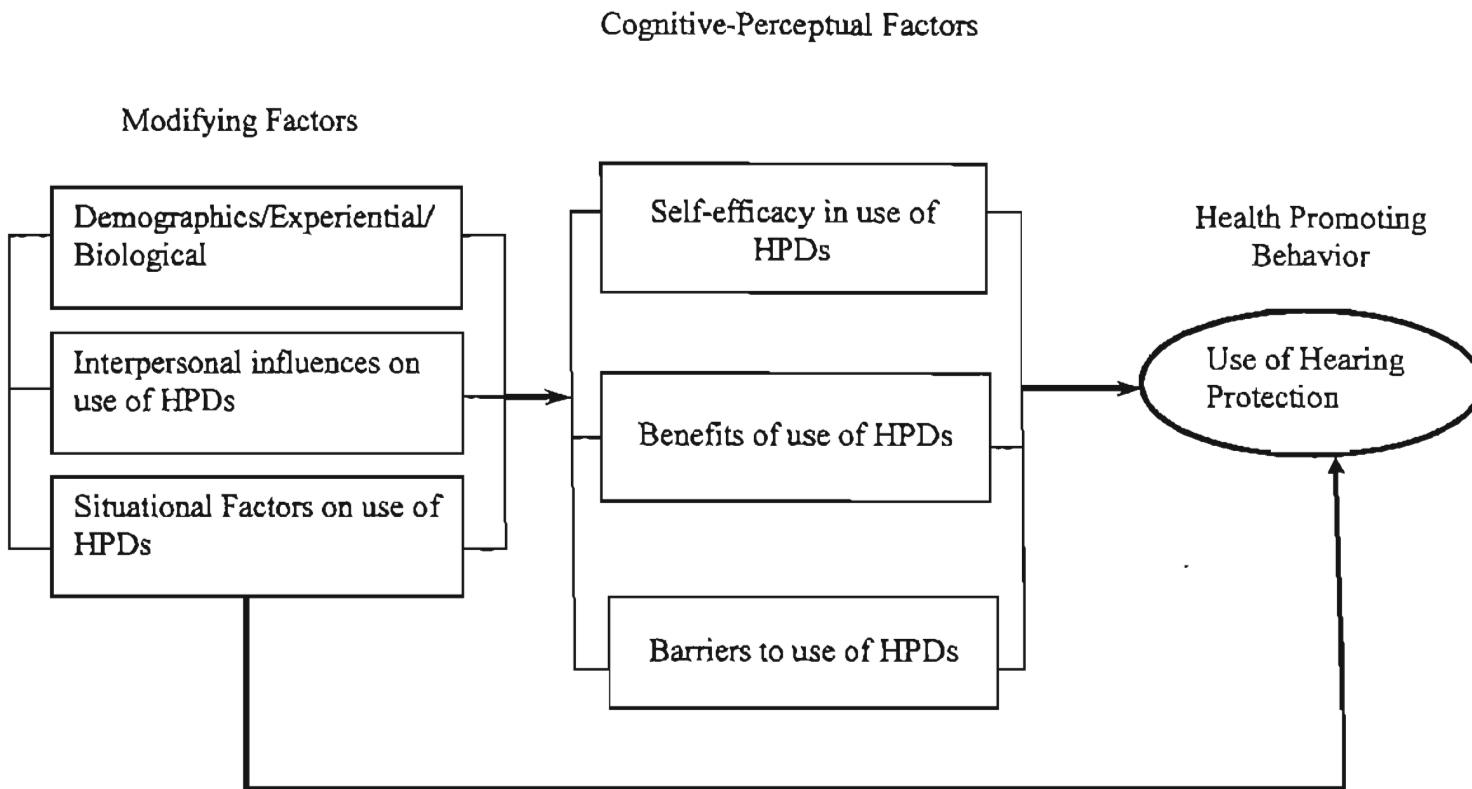 Cognitive-Perceptual Factors
Modifying Factors
Demographics/Experiential/
Biological
Interpersonal influences on
use of HPDs
Situational Factors on use of
HPDs
Self-efficacy in use of
HPDs
Benefits of use of HPDs
Barriers to use of HPDs
Health Promoting
Behavior
Use of Hearing
Protection